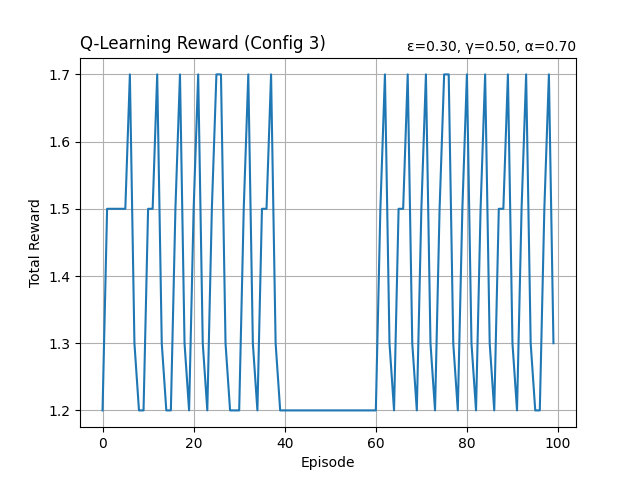 Q-Learning Reward (Config 3)
ε=0.30, γ=0.50, α=0.70
Total Reward
1.7
1.6
1.5
1.4
1.3
1.2
0 20 40 60 80 100
Episode